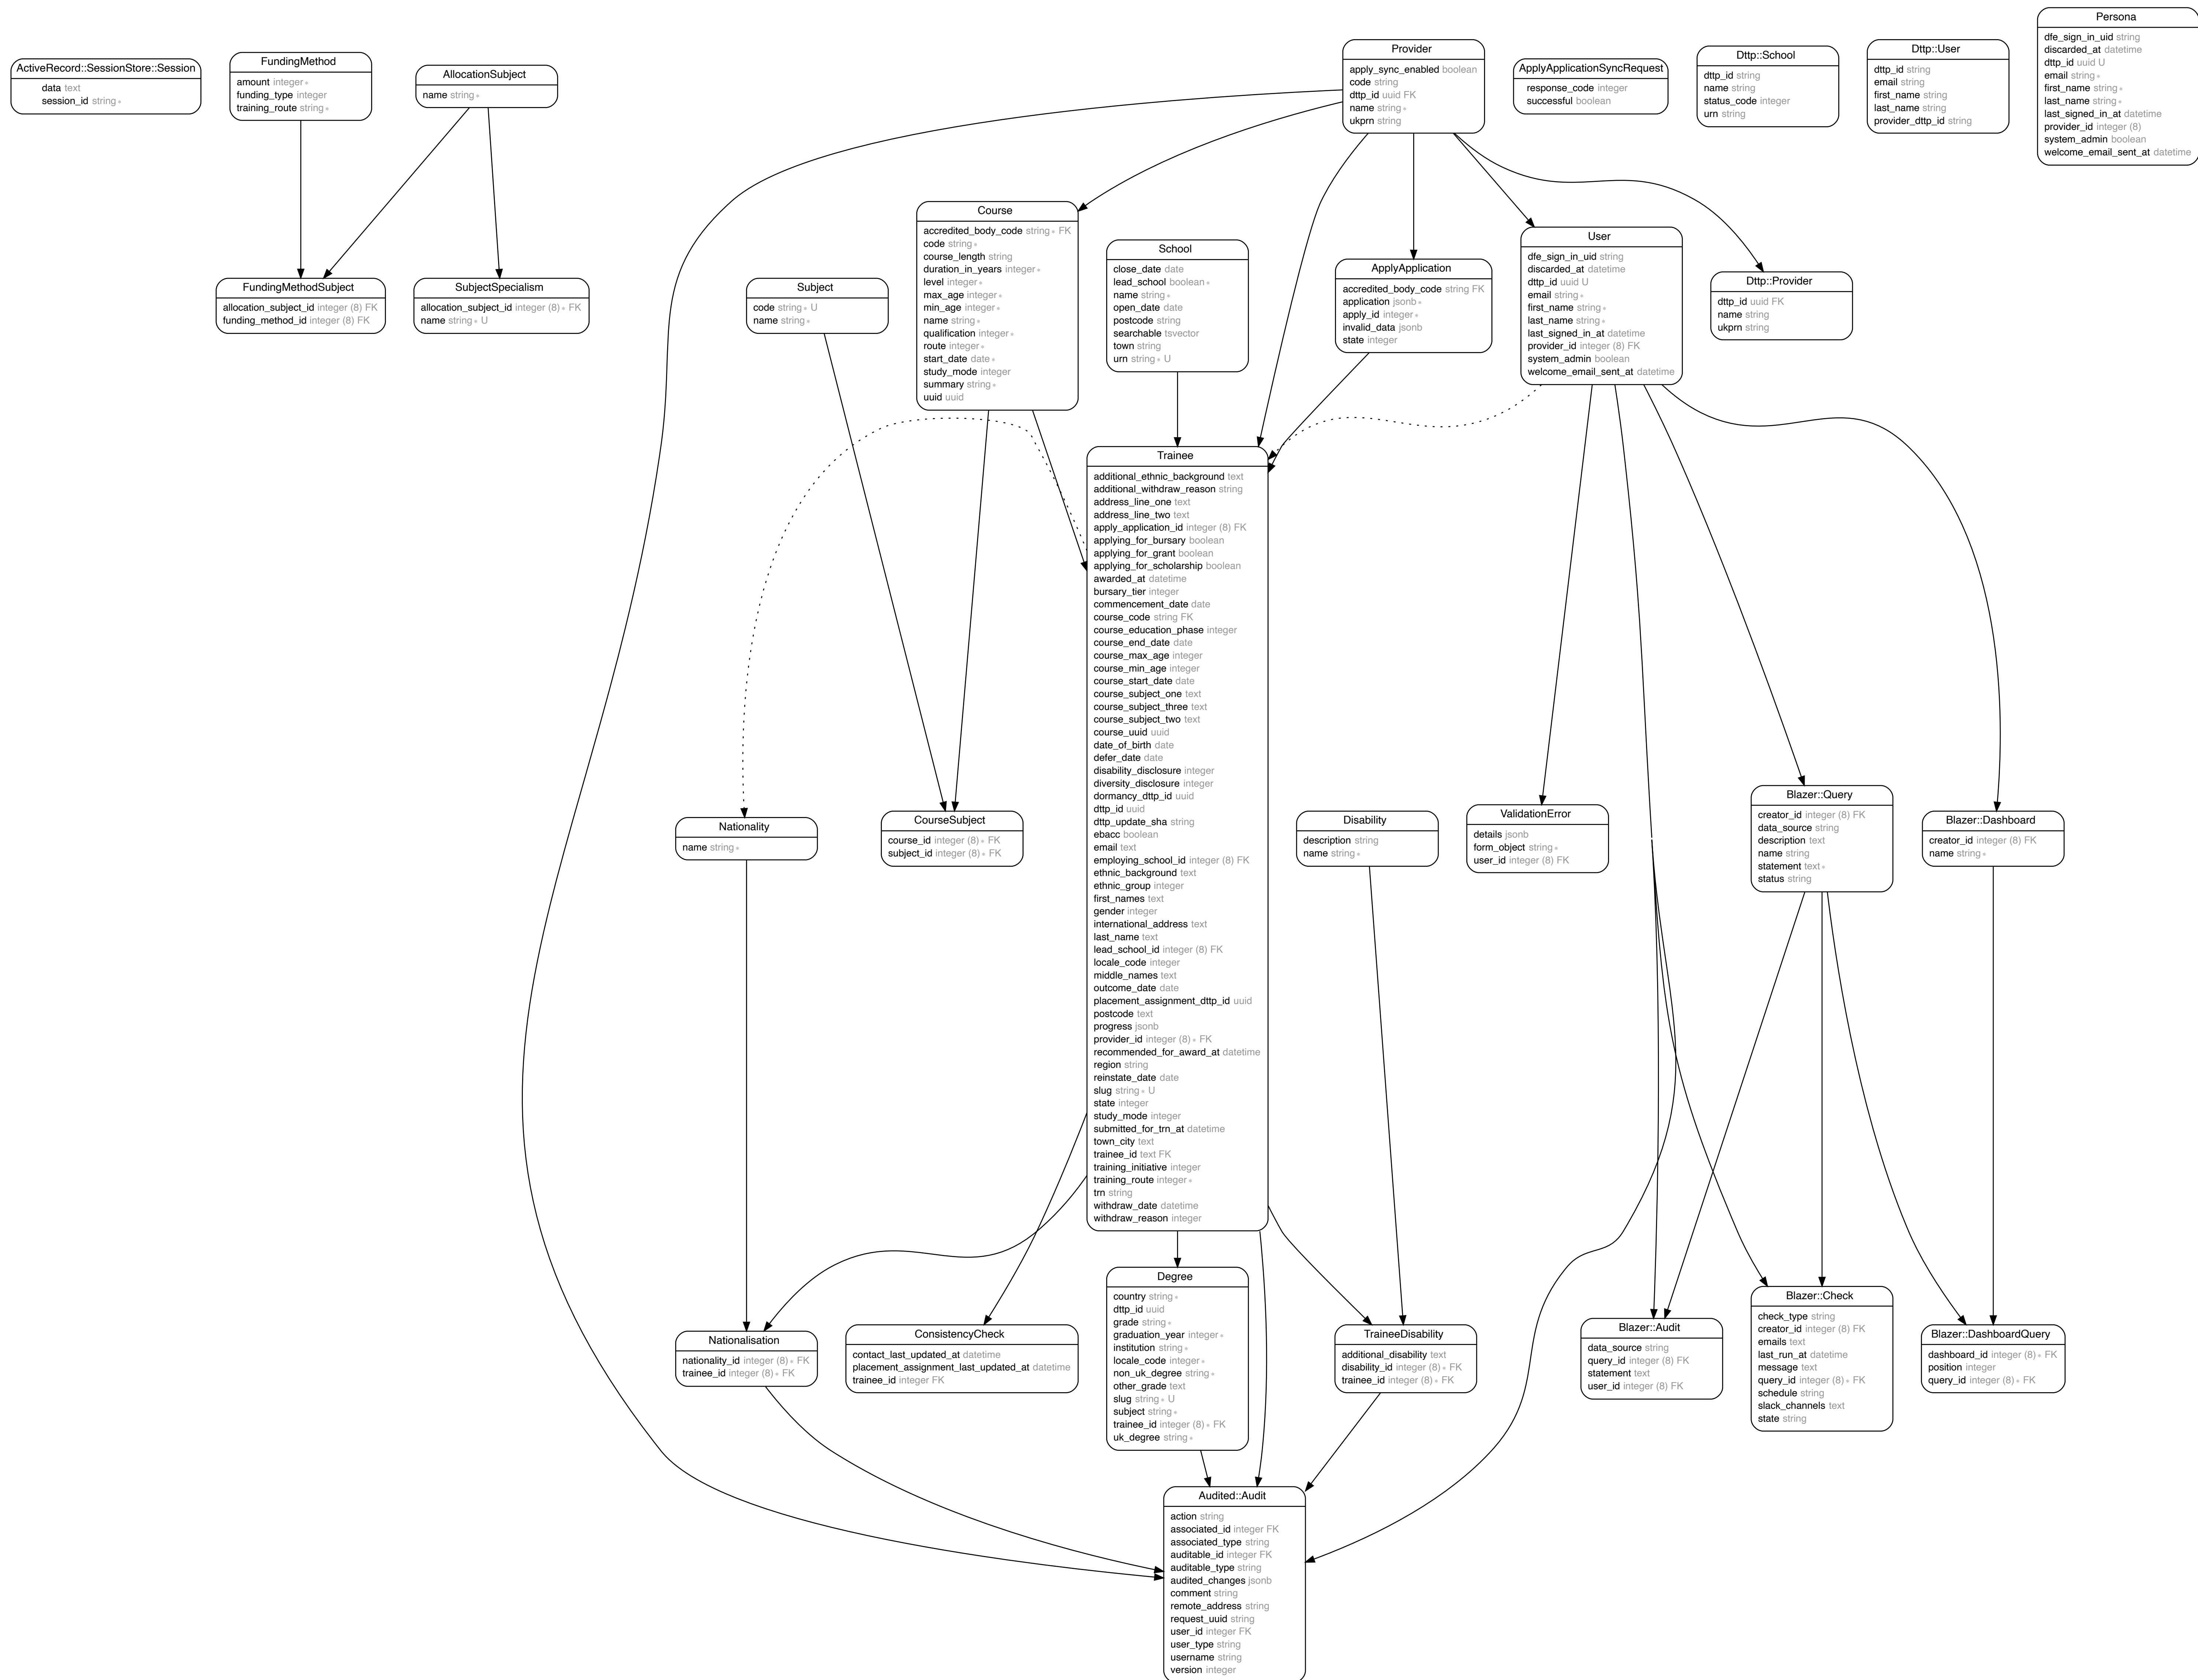 ActiveRecord::SessionStore::Session
data text
session_id string ∗
FundingMethod
amount integer ∗
funding_type integer
training_route string ∗
AllocationSubject
name string ∗
Provider
apply_sync_enabled boolean
code string
dttp_id uuid FK
name string ∗
ukprn string
ApplyApplicationSyncRequest
response_code integer
successful boolean
Dttp::School
dttp_id string
name string
status_code integer
urn string
Dttp::User
dttp_id string
email string
first_name string
last_name string
provider_dttp_id string
Persona
dfe_sign_in_uid string
discarded_at datetime
dttp_id uuid U
email string ∗
first_name string ∗
last_name string ∗
last_signed_in_at datetime
provider_id integer (8)
system_admin boolean
welcome_email_sent_at datetime
FundingMethodSubject
allocation_subject_id integer (8) FK
funding_method_id integer (8) FK
SubjectSpecialism
allocation_subject_id integer (8) ∗ FK
name string ∗ U
Subject
code string ∗ U
name string ∗
Course
accredited_body_code string ∗ FK
code string ∗
course_length string
duration_in_years integer ∗
level integer ∗
max_age integer ∗
min_age integer ∗
name string ∗
qualification integer ∗
route integer ∗
start_date date ∗
study_mode integer
summary string ∗
uuid uuid
School
close_date date
lead_school boolean ∗
name string ∗
open_date date
postcode string
searchable tsvector
town string
urn string ∗ U
ApplyApplication
accredited_body_code string FK
application jsonb ∗
apply_id integer ∗
invalid_data jsonb
state integer
User
dfe_sign_in_uid string
discarded_at datetime
dttp_id uuid U
email string ∗
first_name string ∗
last_name string ∗
last_signed_in_at datetime
provider_id integer (8) FK
system_admin boolean
welcome_email_sent_at datetime
Dttp::Provider
dttp_id uuid FK
name string
ukprn string
Trainee
additional_ethnic_background text
additional_withdraw_reason string
address_line_one text
address_line_two text
apply_application_id integer (8) FK
applying_for_bursary boolean
applying_for_grant boolean
applying_for_scholarship boolean
awarded_at datetime
bursary_tier integer
commencement_date date
course_code string FK
course_education_phase integer
course_end_date date
course_max_age integer
course_min_age integer
course_start_date date
course_subject_one text
course_subject_three text
course_subject_two text
course_uuid uuid
date_of_birth date
defer_date date
disability_disclosure integer
diversity_disclosure integer
dormancy_dttp_id uuid
dttp_id uuid
dttp_update_sha string
ebacc boolean
email text
employing_school_id integer (8) FK
ethnic_background text
ethnic_group integer
first_names text
gender integer
international_address text
last_name text
lead_school_id integer (8) FK
locale_code integer
middle_names text
outcome_date date
placement_assignment_dttp_id uuid
postcode text
progress jsonb
provider_id integer (8) ∗ FK
recommended_for_award_at datetime
region string
reinstate_date date
slug string ∗ U
state integer
study_mode integer
submitted_for_trn_at datetime
town_city text
trainee_id text FK
training_initiative integer
training_route integer ∗
trn string
withdraw_date datetime
withdraw_reason integer
Nationality
name string ∗
CourseSubject
course_id integer (8) ∗ FK
subject_id integer (8) ∗ FK
Disability
description string
name string ∗
ValidationError
details jsonb
form_object string ∗
user_id integer (8) FK
Blazer::Query
creator_id integer (8) FK
data_source string
description text
name string
statement text ∗
status string
Blazer::Dashboard
creator_id integer (8) FK
name string ∗
Nationalisation
nationality_id integer (8) ∗ FK
trainee_id integer (8) ∗ FK
ConsistencyCheck
contact_last_updated_at datetime
placement_assignment_last_updated_at datetime
trainee_id integer FK
Degree
country string ∗
dttp_id uuid
grade string ∗
graduation_year integer ∗
institution string ∗
locale_code integer ∗
non_uk_degree string ∗
other_grade text
slug string ∗ U
subject string ∗
trainee_id integer (8) ∗ FK
uk_degree string ∗
TraineeDisability
additional_disability text
disability_id integer (8) ∗ FK
trainee_id integer (8) ∗ FK
Blazer::Audit
data_source string
query_id integer (8) FK
statement text
user_id integer (8) FK
Blazer::Check
check_type string
creator_id integer (8) FK
emails text
last_run_at datetime
message text
query_id integer (8) ∗ FK
schedule string
slack_channels text
state string
Blazer::DashboardQuery
dashboard_id integer (8) ∗ FK
position integer
query_id integer (8) ∗ FK
Audited::Audit
action string
associated_id integer FK
associated_type string
auditable_id integer FK
auditable_type string
audited_changes jsonb
comment string
remote_address string
request_uuid string
user_id integer FK
user_type string
username string
version integer